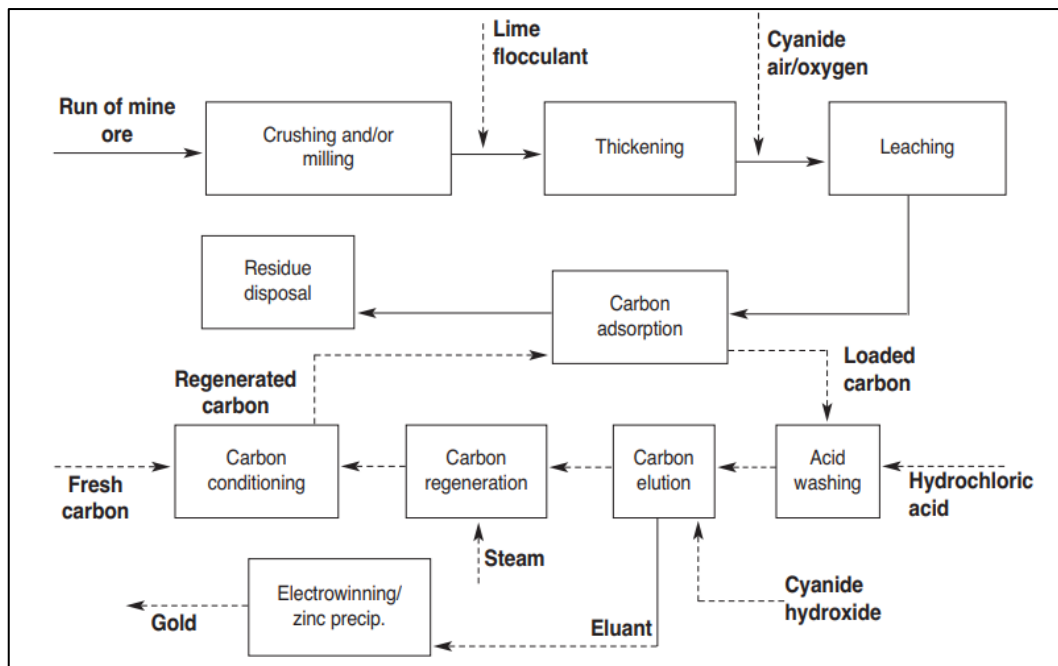 Lime
flocculant
Cyanide
air/oxygen
Run of mine
ore
Crushing and/or
milling
Thickening
Leaching
Residue
disposal
Carbon
adsorption
Loaded
carbon
Regenerated
carbon
Fresh
carbon
Carbon
conditioning
Carbon
regeneration
Carbon
elution
Acid
washing
Hydrochloric
acid
Steam
Cyanide
hydroxide
Electrowinning/
zinc precip.
Gold
Eluant